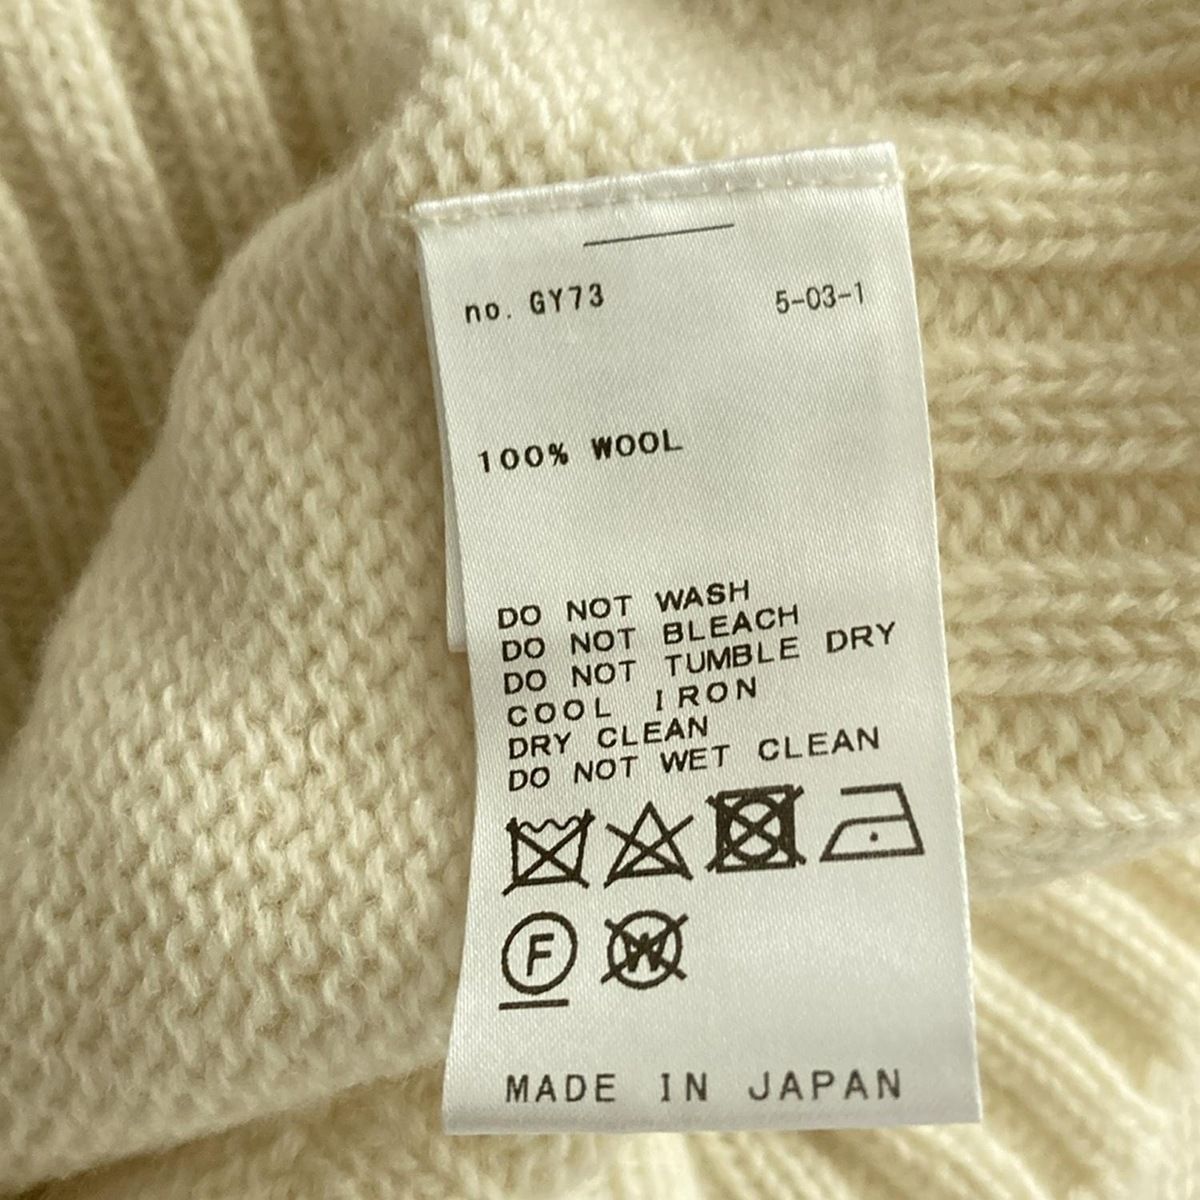 no. GY73 5-03-1
100% WOOL
DO NOT WASH
DO NOT BLEACH
DO NOT TUMBLE DRY
COOL IRON
DRY CLEAN
DO NOT WET CLEAN
F W
MADE IN JAPAN